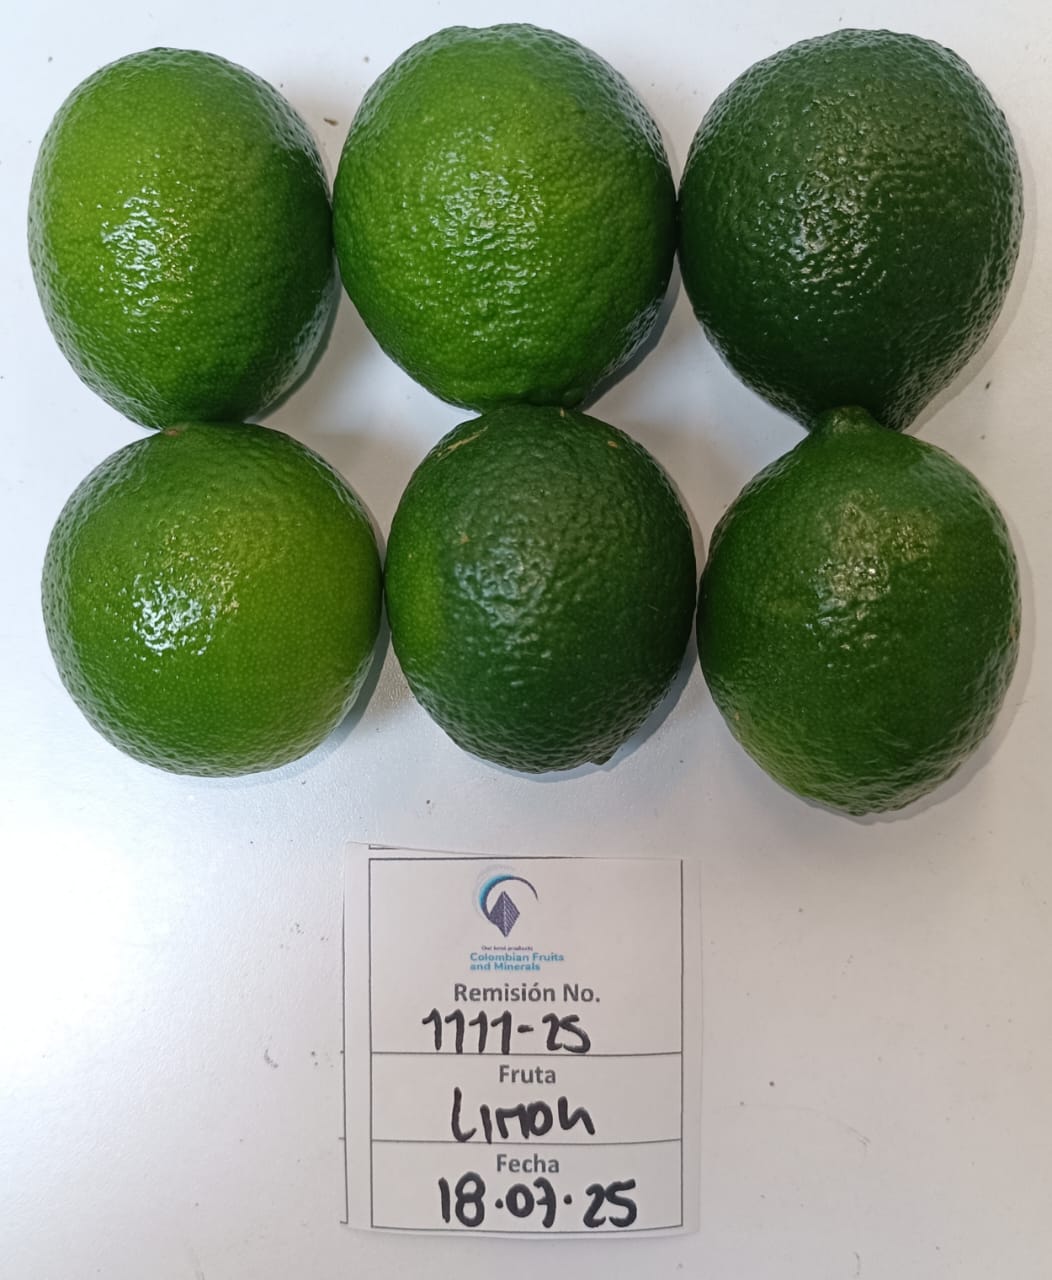 Our best products
Colombian Fruits
and Minerals
Remisión No.
1111-25
Fruta
LIMON
Fecha
18.07.25